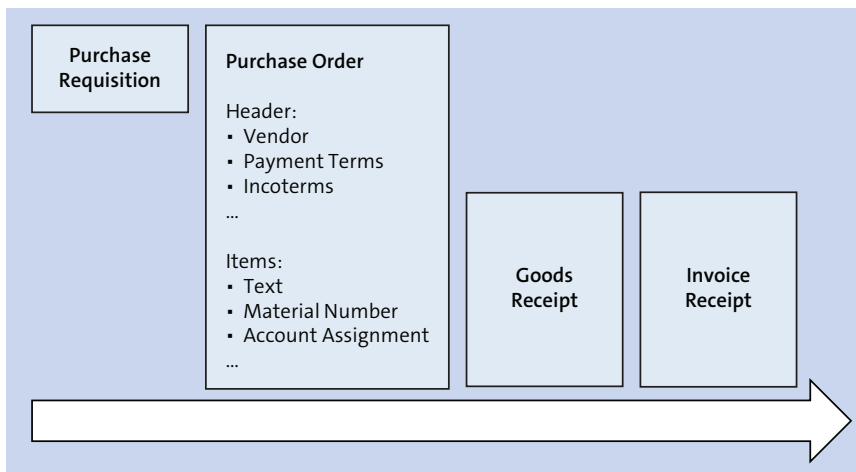 Purchase
Requisition
Purchase Order
Header:
▪ Vendor
▪ Payment Terms
▪ Incoterms
...
Items:
▪ Text
▪ Material Number
▪ Account Assignment
...
Goods
Receipt
Invoice
Receipt